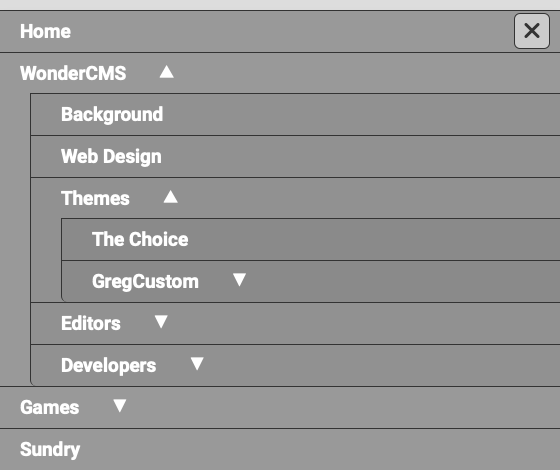 Home
WonderCMS ▲
Background
Web Design
Themes ▲
The Choice
GregCustom ▼
Editors ▼
Developers ▼
Games ▼
Sundry